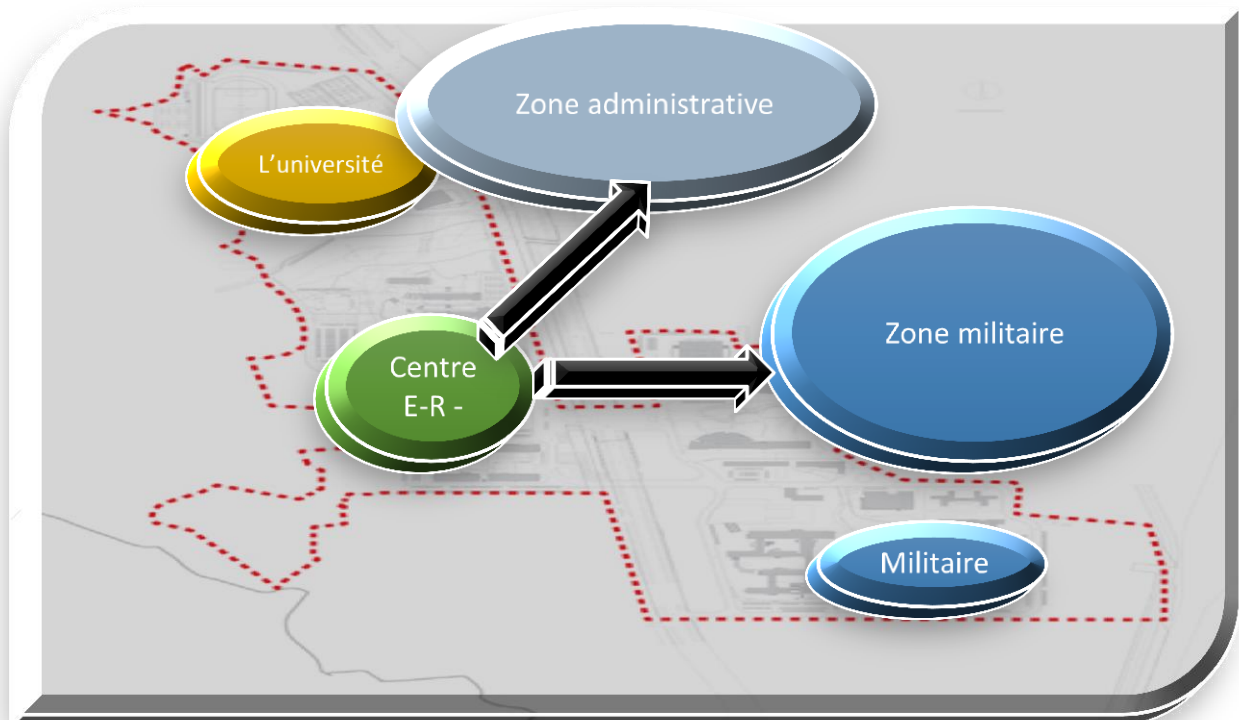 Zone administrative
L'université
Zone militaire
Centre
E-R -
Militaire